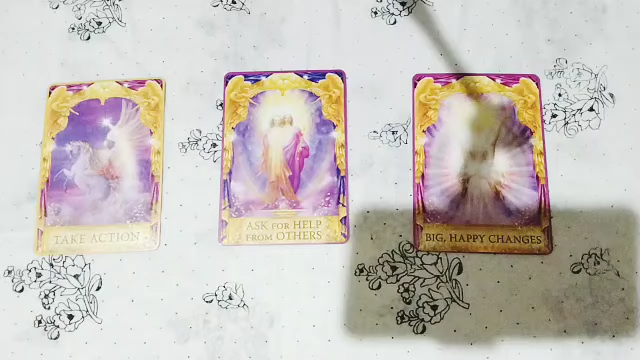 TAKE ACTION
ASK FOR HELP
FROM OTHERS
BIG, HAPPY CHANGES